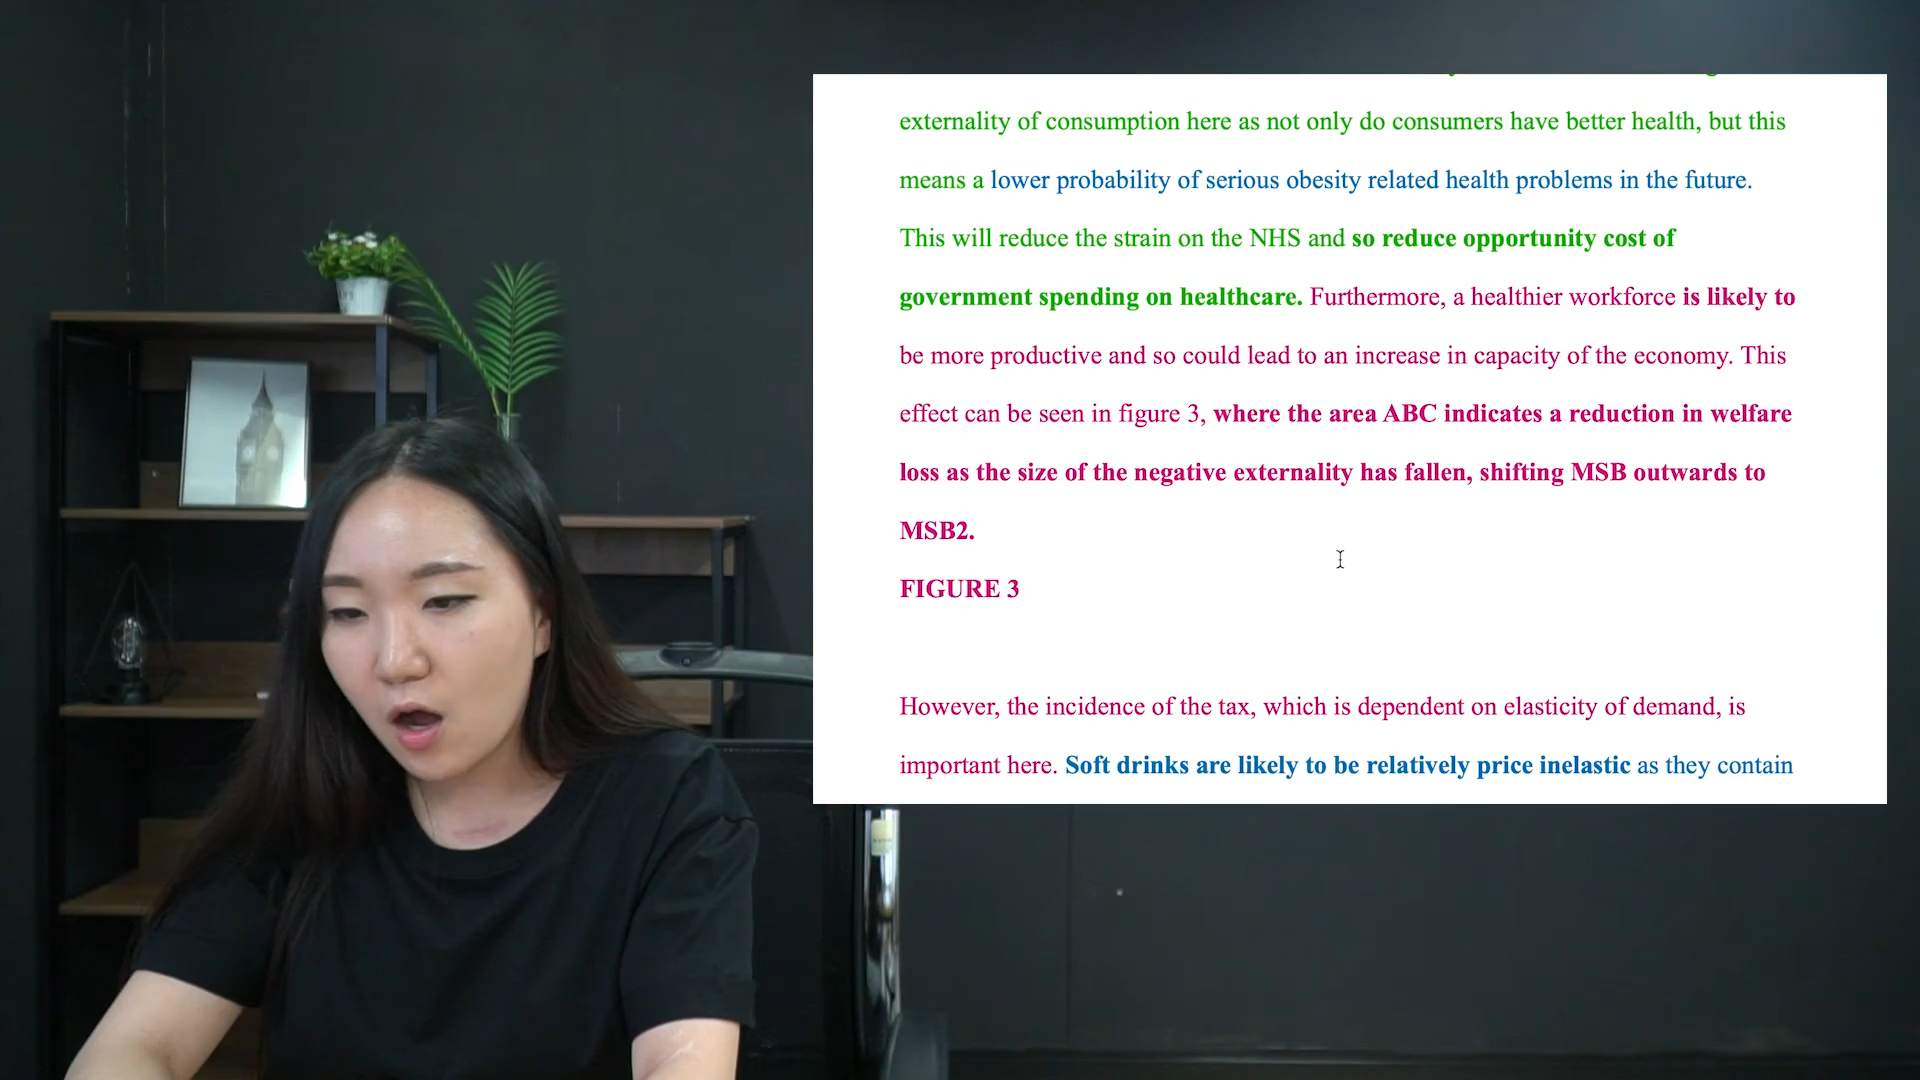 externality of consumption here as not only do consumers have better health, but this
means a lower probability of serious obesity related health problems in the future.
This will reduce the strain on the NHS and so reduce opportunity cost of
government spending on healthcare. Furthermore, a healthier workforce is likely to
be more productive and so could lead to an increase in capacity of the economy. This
effect can be seen in figure 3, where the area ABC indicates a reduction in welfare
loss as the size of the negative externality has fallen, shifting MSB outwards to
MSB2.
FIGURE 3
However, the incidence of the tax, which is dependent on elasticity of demand, is
important here. Soft drinks are likely to be relatively price inelastic as they contain